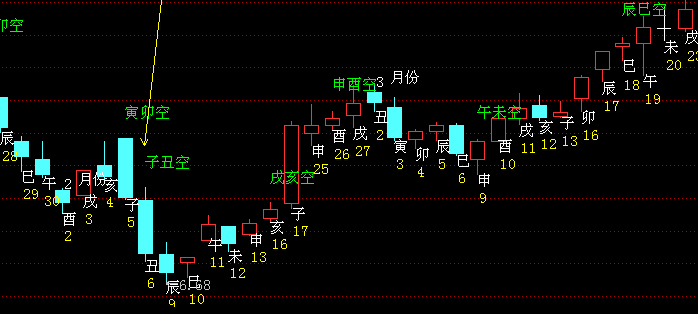 卯空
辰
28
巳
29
午
30
2 月份
酉
2
戌
3
亥
4
寅卯空
子
5
子丑空
丑
6
辰
9
6.68
巳
10
午
11
未
12
申
13
亥
16
戌亥空
子
17
申
25
酉
26
申酉空
戌
27
3 月份
丑
2
寅
3
卯
4
辰
5
巳
6
申
9
午未空
酉
10
戌
11
亥
12
子
13
卯
16
辰
17
巳
18
辰巳空
午
19
未
20
戌
23